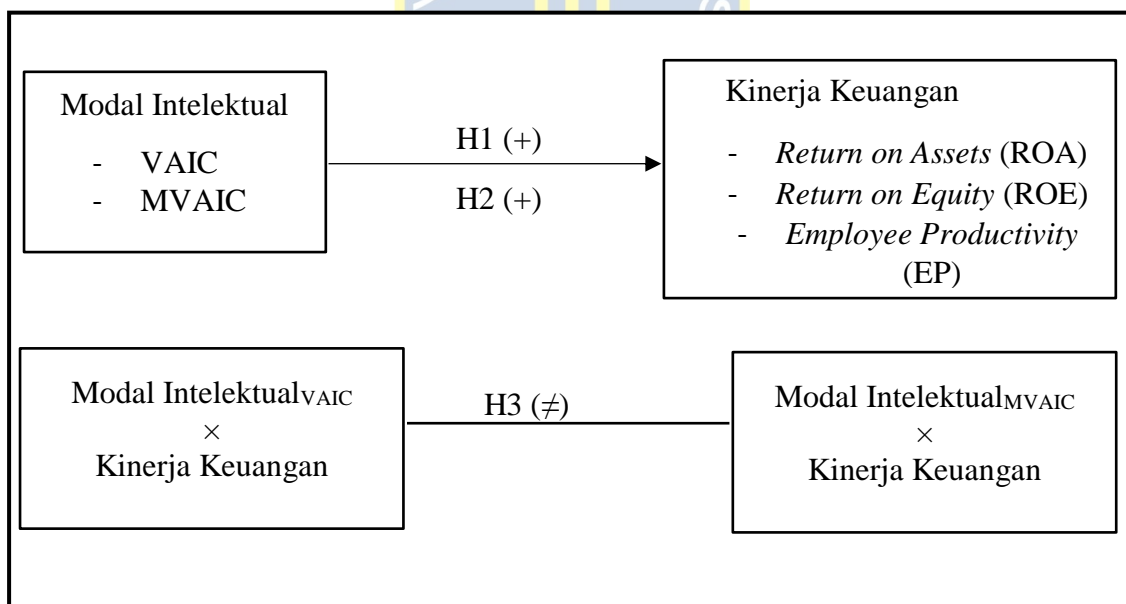 Modal Intelektual
- VAIC
- MVAIC
H1 (+)
H2 (+)
Kinerja Keuangan
- Return on Assets (ROA)
- Return on Equity (ROE)
- Employee Productivity
(EP)
Modal IntelektualVAIC
×
Kinerja Keuangan
H3 (≠)
Modal IntelektualMVAIC
×
Kinerja Keuangan